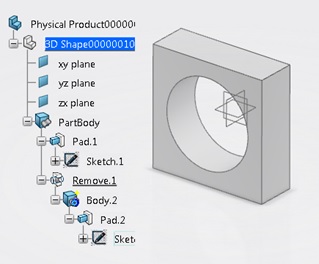 Physical Product00000
3D Shape00000010
xy plane
yz plane
zx plane
PartBody
Pad.1
Sketch.1
Remove.1
Body.2
Pad.2
Sketc